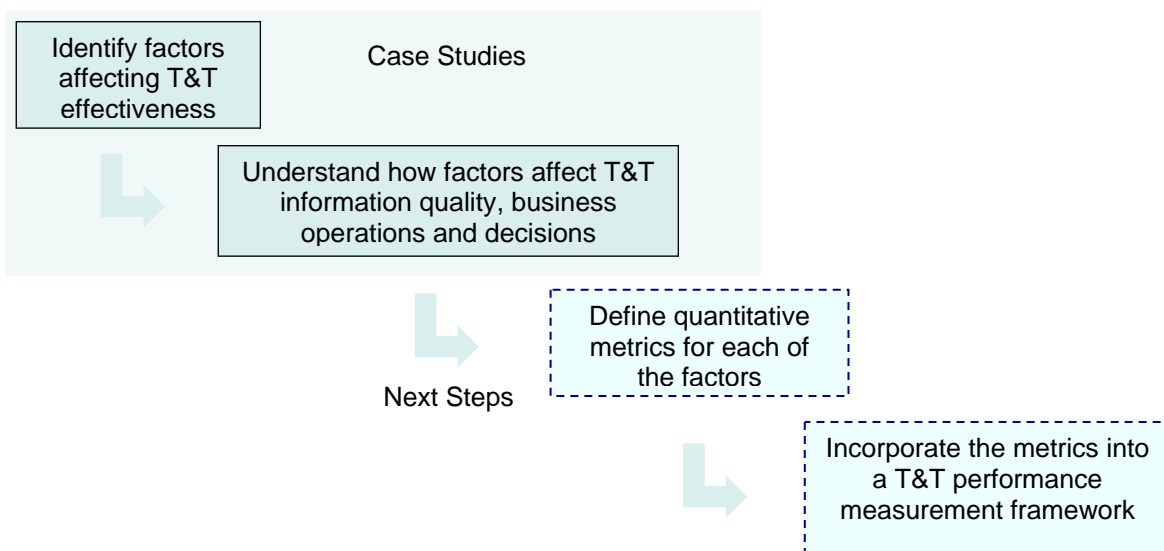 Identify factors
affecting T&T
effectiveness
Case Studies
Understand how factors affect T&T
information quality, business
operations and decisions
Define quantitative
metrics for each of
the factors
Next Steps
Incorporate the metrics into
a T&T performance
measurement framework